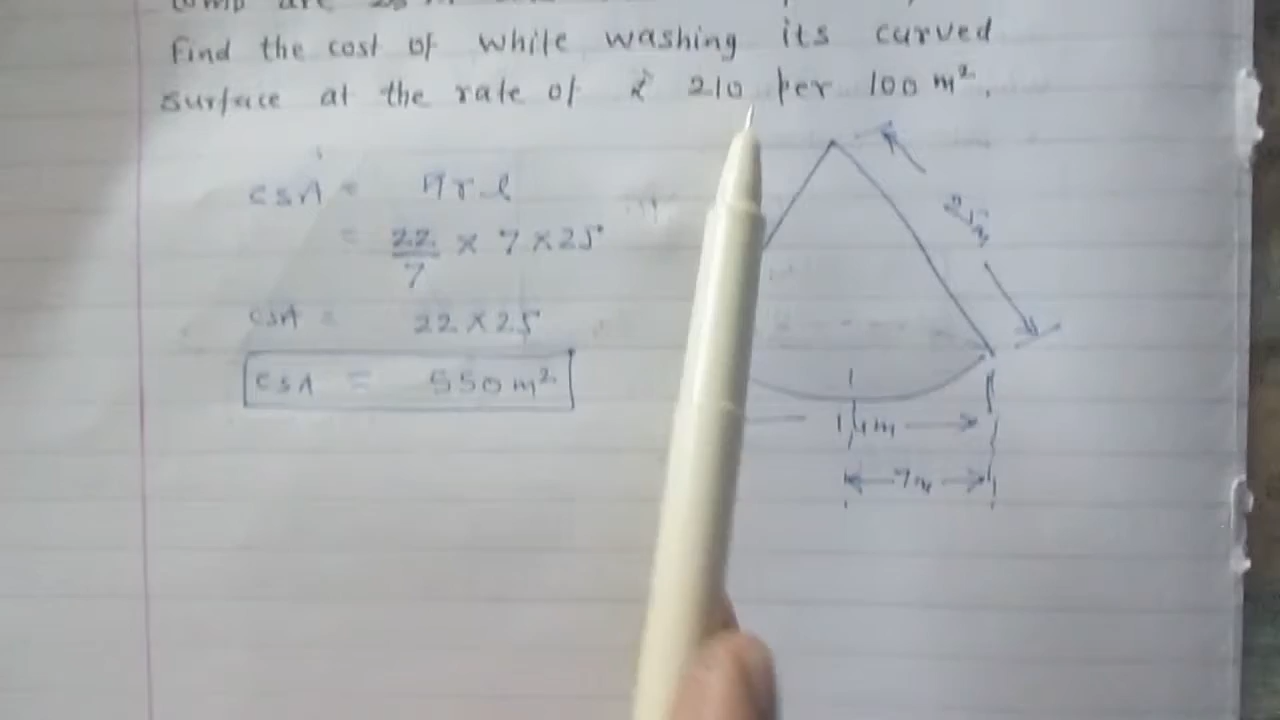 Find the cost of while washing its curved
surface at the rate of ₹ 210 per 100 m².
CSA = πrl
= 22/7 × 7 × 25
CSA = 22 × 25
CSA = 550 m²
25m
14m
7m